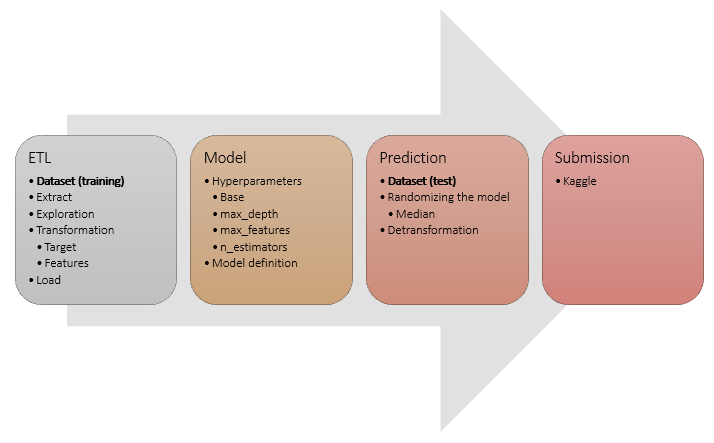 ETL
• Dataset (training)
• Extract
• Exploration
• Transformation
• Target
• Features
• Load
Model
• Hyperparameters
• Base
• max_depth
• max_features
• n_estimators
• Model definition
Prediction
• Dataset (test)
• Randomizing the model
• Median
• Detransformation
Submission
• Kaggle